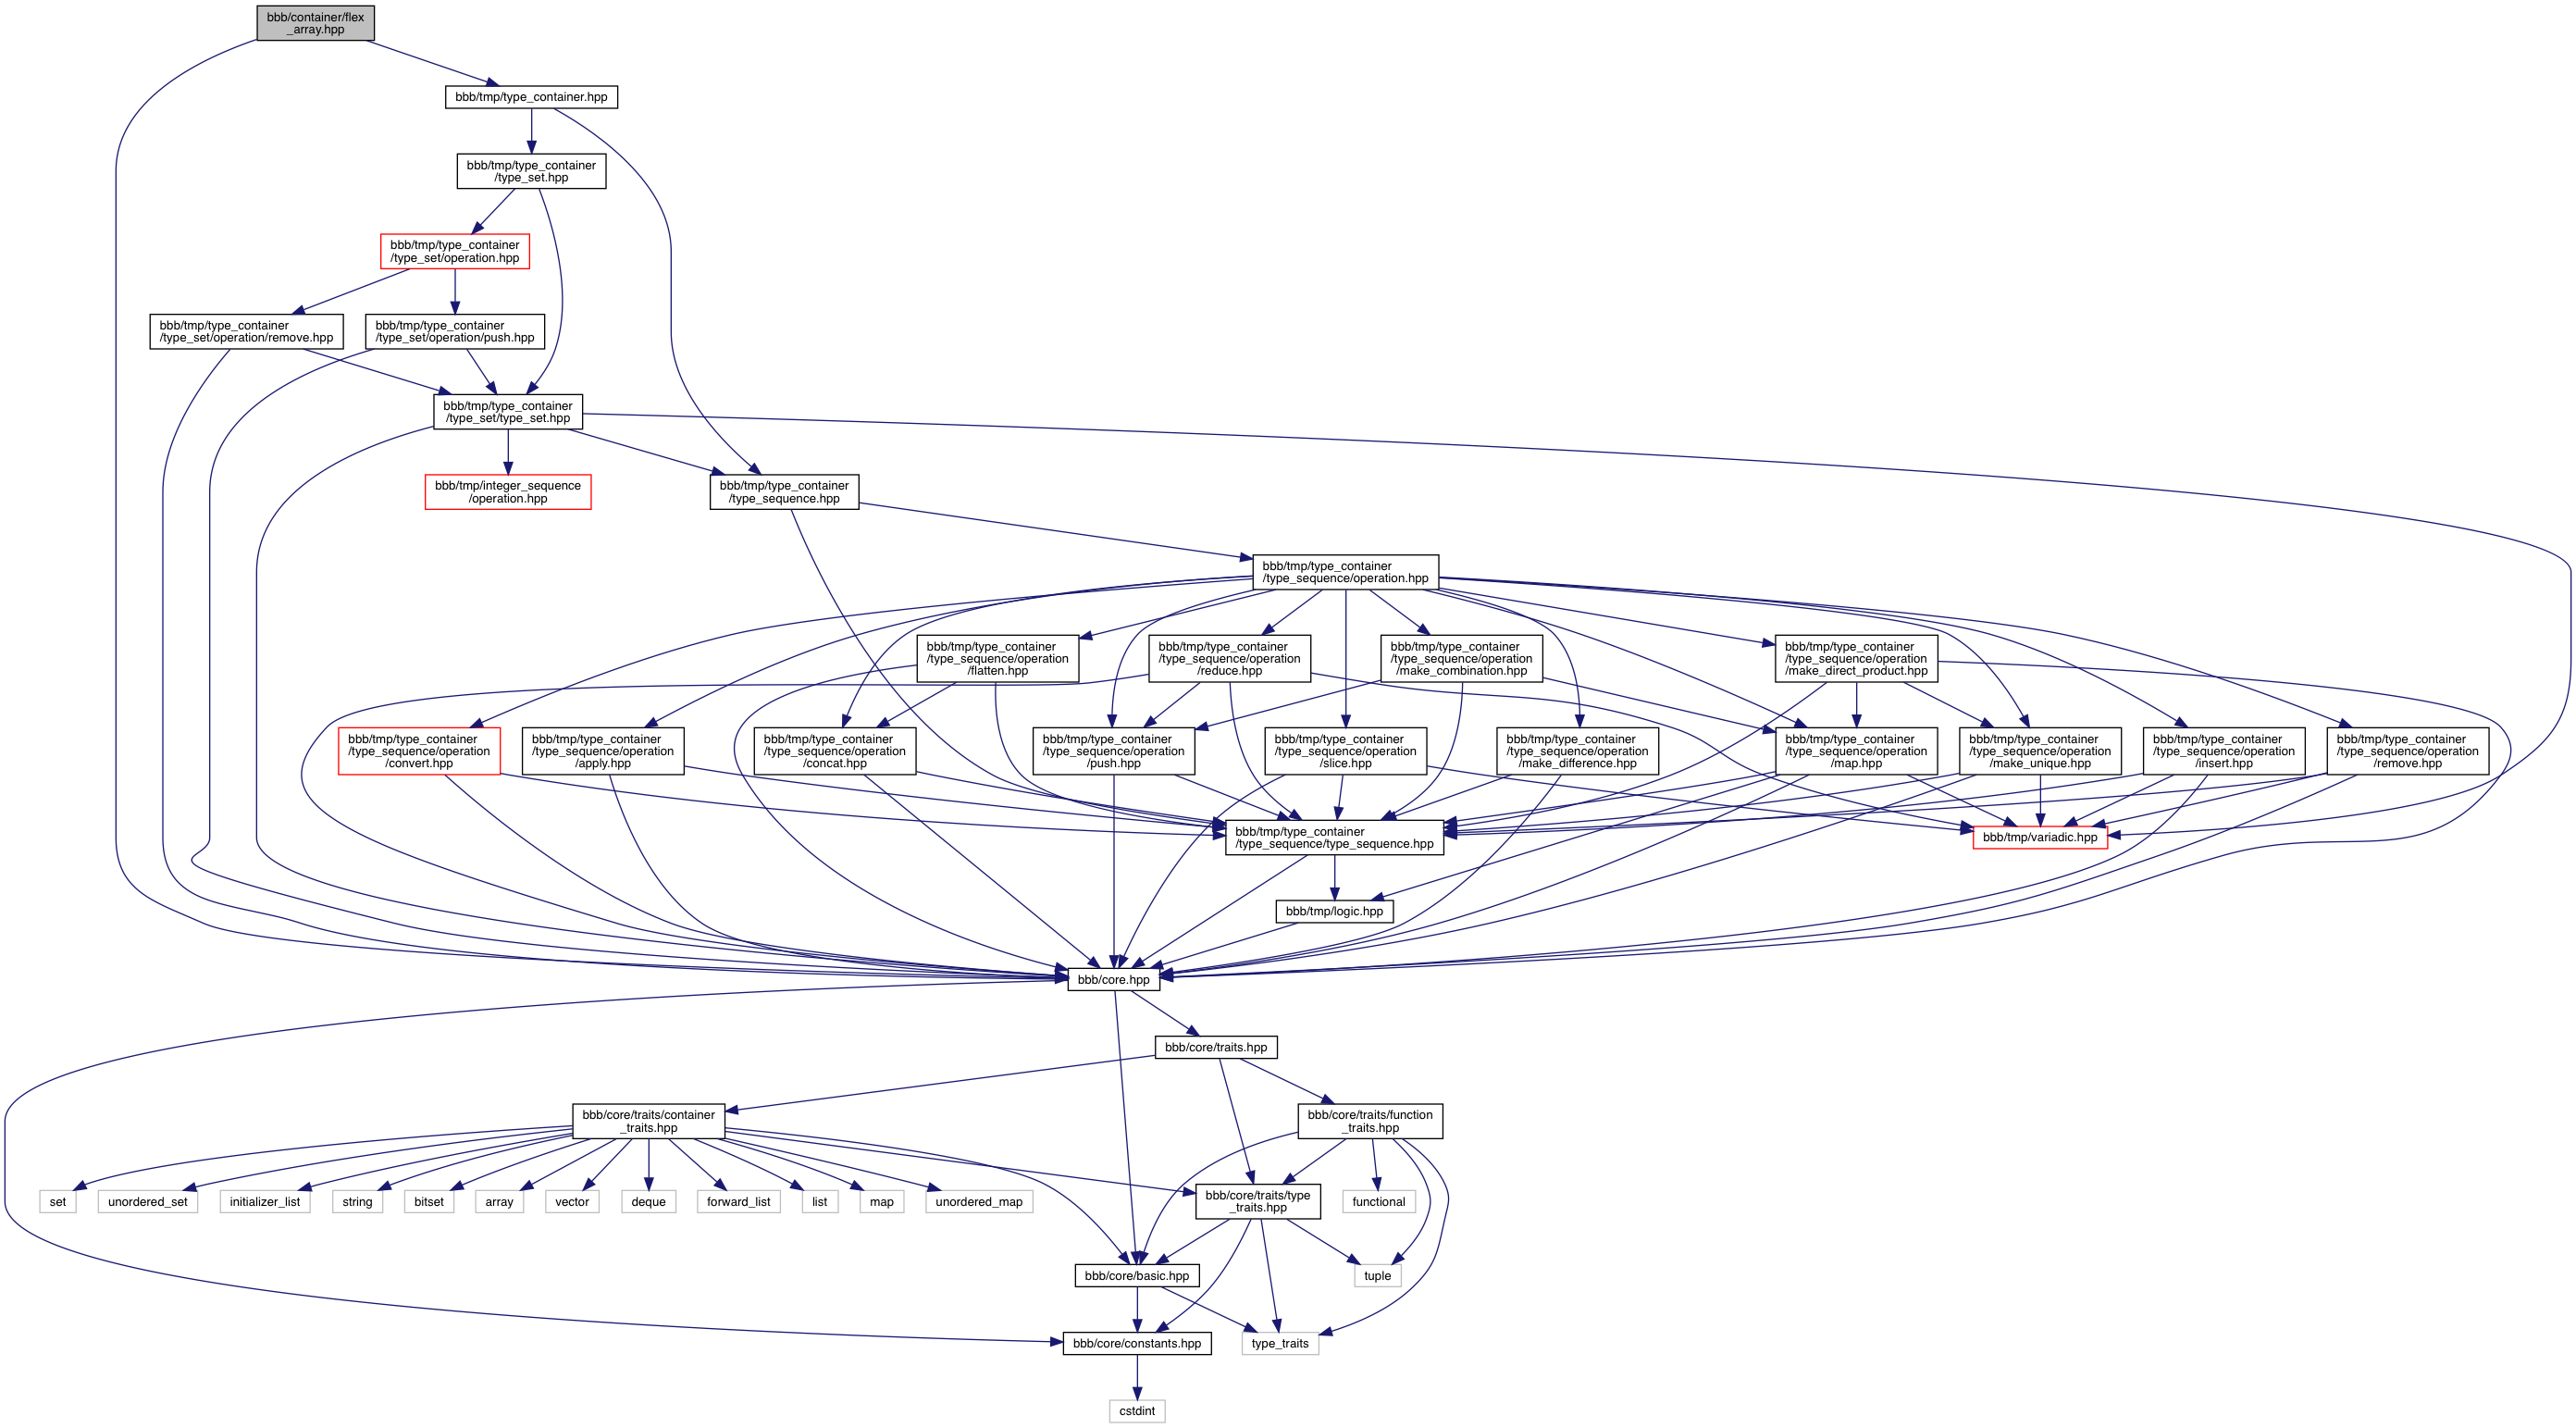 bbb/container/flex
_array.hpp
bbb/tmp/type_container.hpp
bbb/tmp/type_container
/type_set.hpp
bbb/tmp/type_container
/type_set/operation.hpp
bbb/tmp/type_container
/type_set/operation/remove.hpp
bbb/tmp/type_container
/type_set/operation/push.hpp
bbb/tmp/type_container
/type_set/type_set.hpp
bbb/tmp/integer_sequence
/operation.hpp
bbb/tmp/type_container
/type_sequence.hpp
bbb/tmp/type_container
/type_sequence/operation.hpp
bbb/tmp/type_container
/type_sequence/operation
/flatten.hpp
bbb/tmp/type_container
/type_sequence/operation
/reduce.hpp
bbb/tmp/type_container
/type_sequence/operation
/make_combination.hpp
bbb/tmp/type_container
/type_sequence/operation
/make_direct_product.hpp
bbb/tmp/type_container
/type_sequence/operation
/convert.hpp
bbb/tmp/type_container
/type_sequence/operation
/apply.hpp
bbb/tmp/type_container
/type_sequence/operation
/concat.hpp
bbb/tmp/type_container
/type_sequence/operation
/push.hpp
bbb/tmp/type_container
/type_sequence/operation
/slice.hpp
bbb/tmp/type_container
/type_sequence/operation
/make_difference.hpp
bbb/tmp/type_container
/type_sequence/operation
/map.hpp
bbb/tmp/type_container
/type_sequence/operation
/make_unique.hpp
bbb/tmp/type_container
/type_sequence/operation
/insert.hpp
bbb/tmp/type_container
/type_sequence/operation
/remove.hpp
bbb/tmp/type_container
/type_sequence/type_sequence.hpp
bbb/tmp/variadic.hpp
bbb/tmp/logic.hpp
bbb/core.hpp
bbb/core/traits.hpp
bbb/core/traits/container
_traits.hpp
bbb/core/traits/function
_traits.hpp
set
unordered_set
initializer_list
string
bitset
array
vector
deque
forward_list
list
map
unordered_map
bbb/core/traits/type
_traits.hpp
functional
bbb/core/basic.hpp
tuple
bbb/core/constants.hpp
type_traits
cstdint